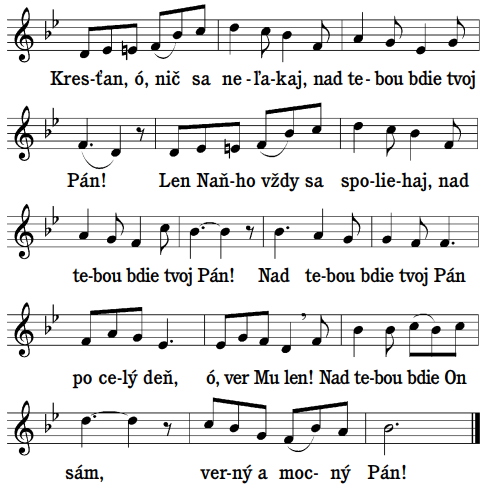 Kres-ťan, ó, nič sa ne-ľa-kaj, nad te-bou bdie tvoj
Pán! Len Naň-ho vždy sa spo-lie-haj, nad
te-bou bdie tvoj Pán! Nad te-bou bdie tvoj Pán
po ce-lý deň, ó, ver Mu len! Nad te-bou bdie On
sám, ver-ný a moc- ný Pán!